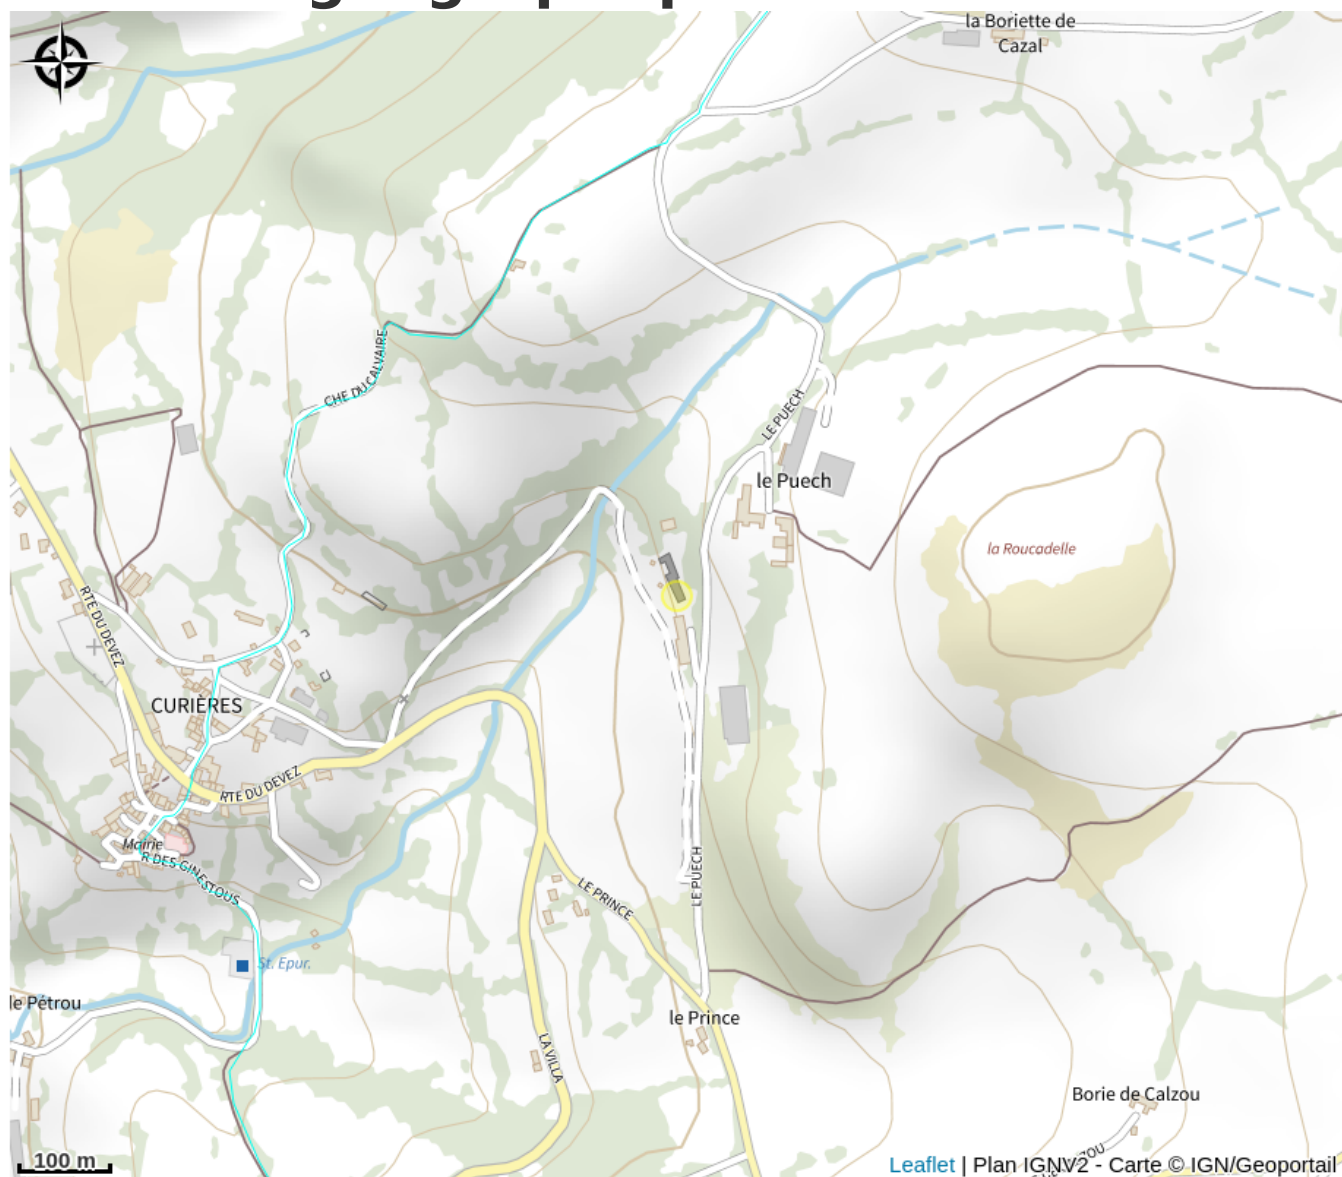 la Boriette de
Cazal
CHE DU CALVAIRE
LE PUECH
le Puech
la Roucadelle
RTE DU DEVEZ
CURIÈRES
RTE DU DEVEZ
Mairie
R DES GINESTOUS
LE PUECH
LE PRINCE
St. Epur.
le Pétrou
le Prince
LA VILLA
Borie de Calzou
100 m
Leaflet | Plan IGNV2 - Carte © IGN/Geoportail